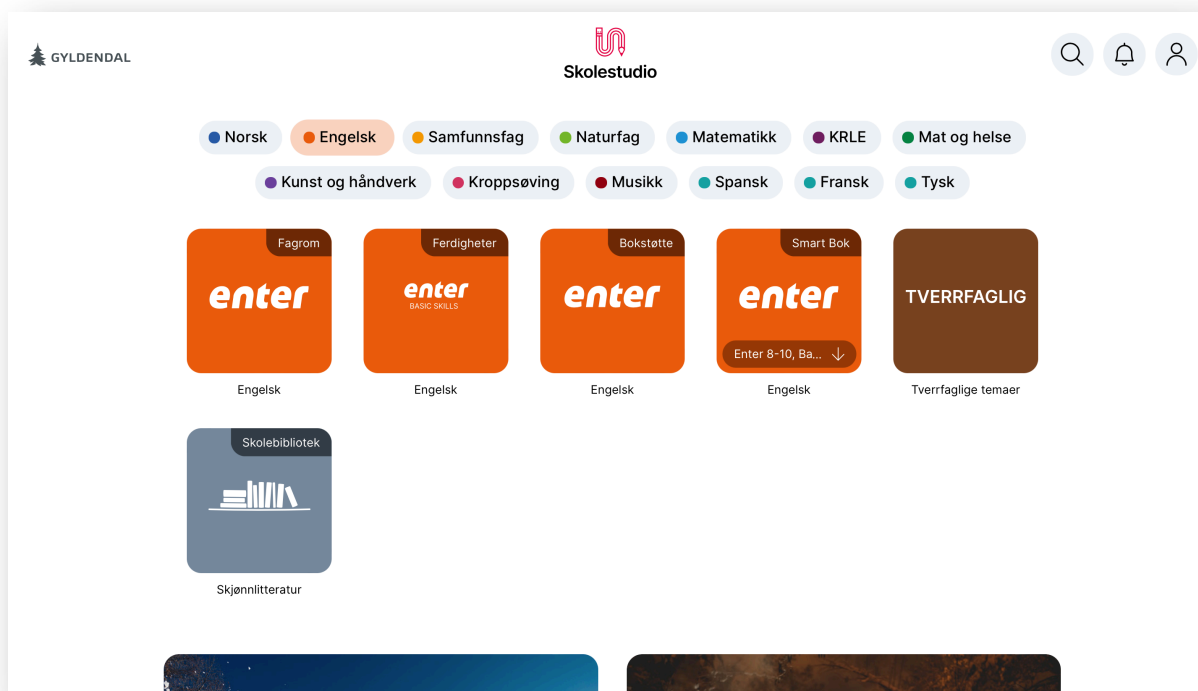 GYLDENDAL
Skolestudio
Norsk
Engelsk
Samfunnsfag
Naturfag
Matematikk
KRLE
Mat og helse
Kunst og håndverk
Kroppsøving
Musikk
Spansk
Fransk
Tysk
Fagrom
enter
Engelsk
Ferdigheter
enter
BASIC SKILLS
Engelsk
Bokstøtte
enter
Engelsk
Smart Bok
enter
Enter 8-10, Ba...
Engelsk
TVERRFAGLIG
Tverrfaglige temaer
Skolebibliotek
Skjønnlitteratur